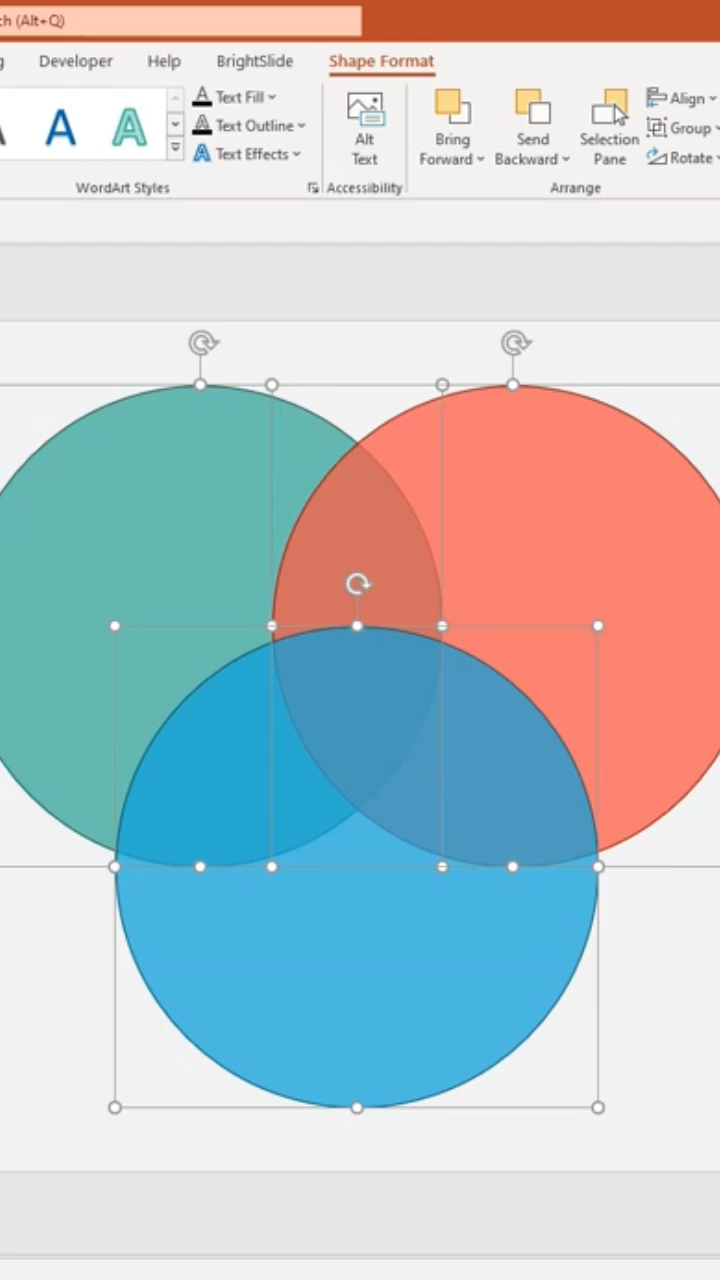 ch (Alt+Q)
g Developer Help BrightSlide Shape Format
A A A Text Fill
A Text Outline
A Text Effects
WordArt Styles
Alt
Text
Accessibility
Bring
Forward
Send
Backward
Selection
Pane
Align
Group
Rotate
Arrange